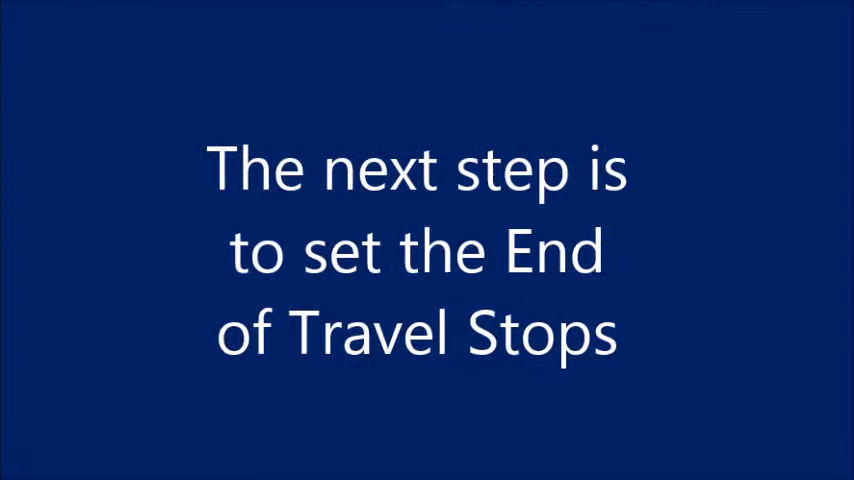 The next step is
to set the End
of Travel Stops